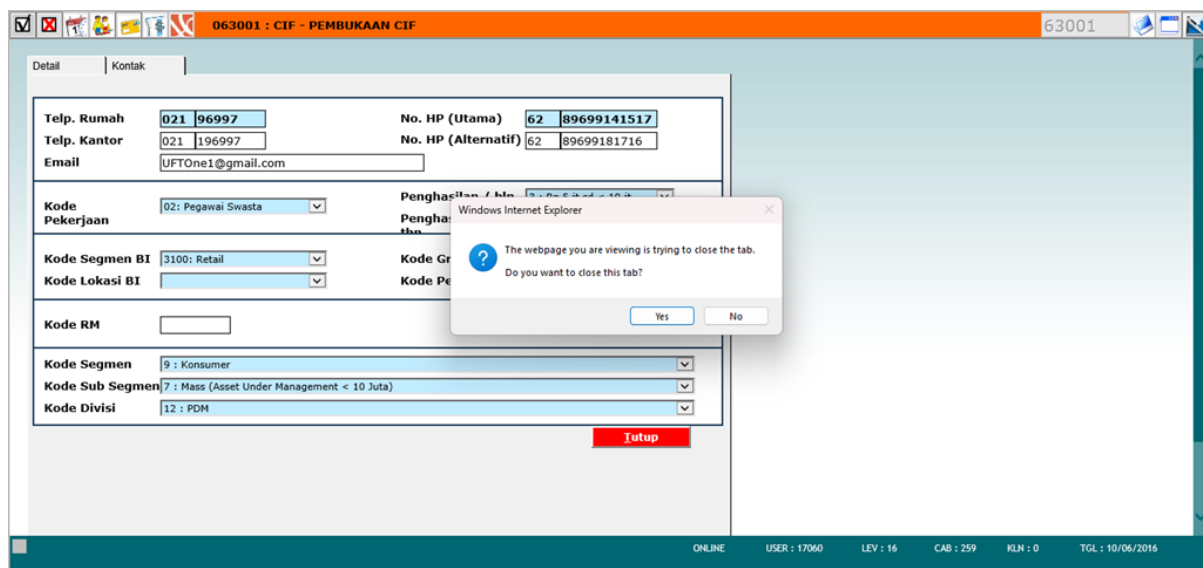 063001 : CIF - PEMBUKAAN CIF
63001
Detail
Kontak
Telp. Rumah 021 96997 No. HP (Utama) 62 89699141517
Telp. Kantor 021 196997 No. HP (Alternatif) 62 89699181716
Email UFTOne1@gmail.com
Kode Pekerjaan 02: Pegawai Swasta
Kode Segmen BI 3100: Retail
Kode Lokasi BI
Kode RM
Windows Internet Explorer
The webpage you are viewing is trying to close the tab.
Do you want to close this tab?
Yes No
Kode Segmen 9 : Konsumer
Kode Sub Segmen 7 : Mass (Asset Under Management < 10 Juta)
Kode Divisi 12 : PDM
Tutup
ONLINE USER : 17060 LEV : 16 CAB : 259 KLN : 0 TGL : 10/06/2016